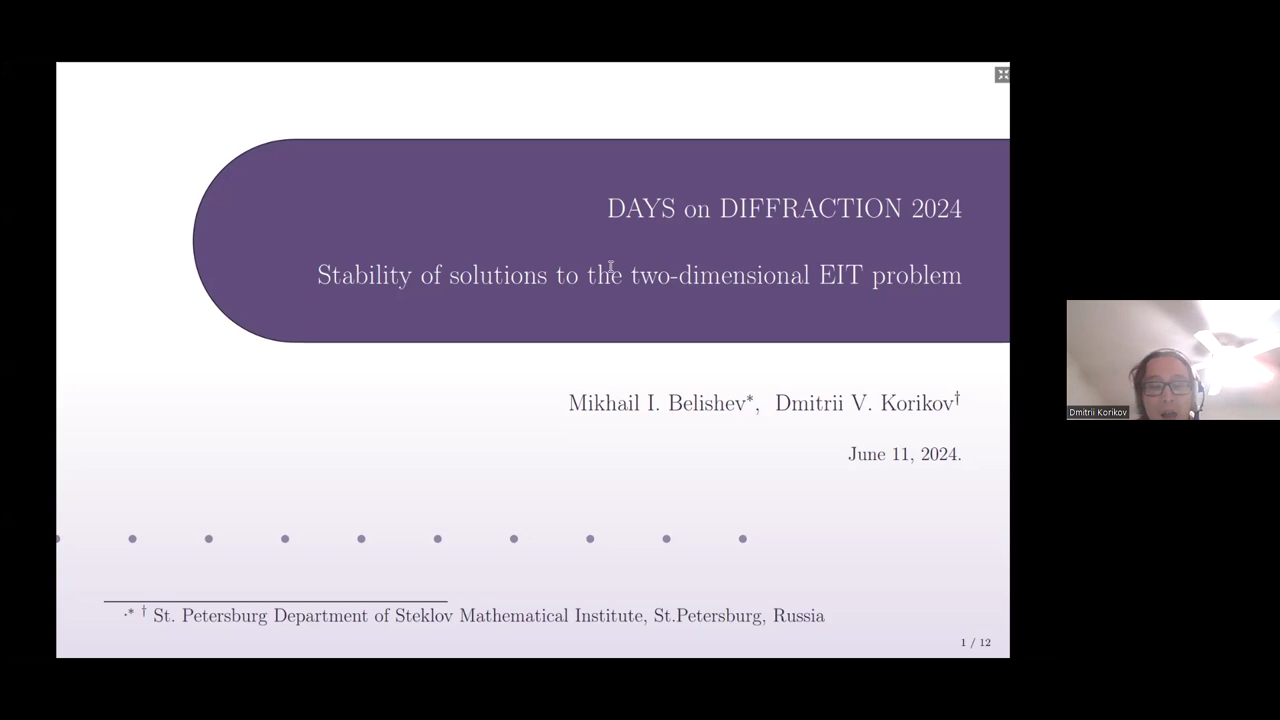 DAYS on DIFFRACTION 2024
Stability of solutions to the two-dimensional EIT problem
Mikhail I. Belishev*, Dmitrii V. Korikov†
June 11, 2024.
·* † St. Petersburg Department of Steklov Mathematical Institute, St.Petersburg, Russia
1 / 12
Dmitrii Korikov